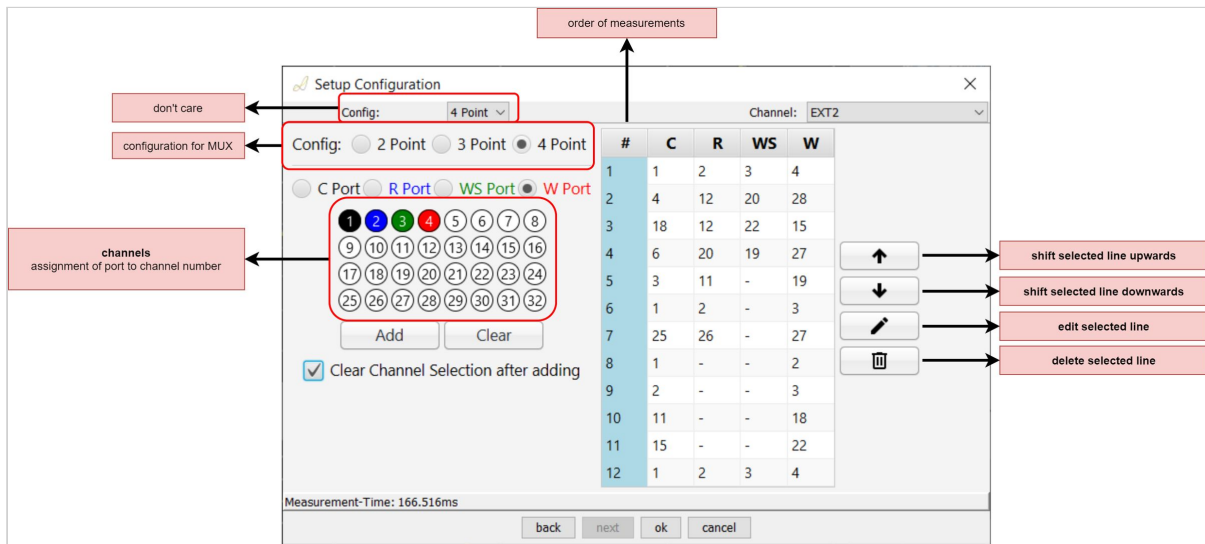 order of measurements
Setup Configuration
don't care
Config: 4 Point Channel: EXT2
configuration for MUX
Config: 2 Point 3 Point 4 Point
# C R WS W
1 1 2 3 4
C Port R Port WS Port W Port
2 4 12 20 28
1 2 3 4 5 6 7 8
3 18 12 22 15
9 10 11 12 13 14 15 16
channels
assignment of port to channel number
4 6 20 19 27
shift selected line upwards
17 18 19 20 21 22 23 24
5 3 11 - 19
shift selected line downwards
25 26 27 28 29 30 31 32
6 1 2 - 3
edit selected line
Add Clear
7 25 26 - 27
delete selected line
Clear Channel Selection after adding
8 1 - - 2
9 2 - - 3
10 11 - - 18
11 15 - - 22
12 1 2 3 4
Measurement-Time: 166.516ms
back next ok cancel